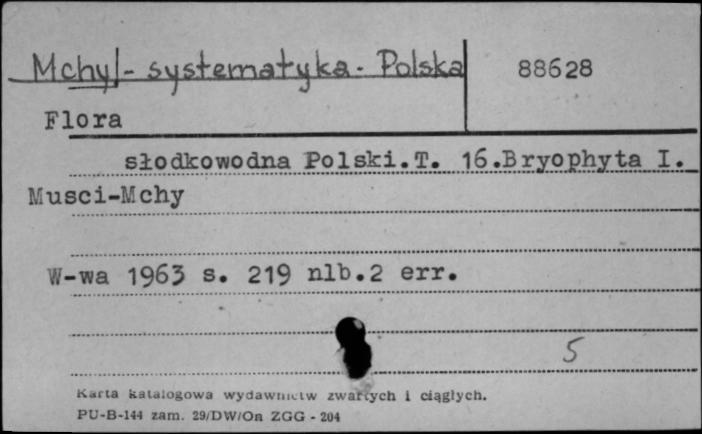 Mchy - systematyka - Polska 88628
Flora
słodkowodna Polski.T. 16.Bryophyta I.
Musci-Mchy
W-wa 1963 s. 219 nlb.2 err.
5
Karta katalogowa wydawnictw zwartych i ciągłych.
PU-B-144 zam. 29/DW/On ZGG - 204